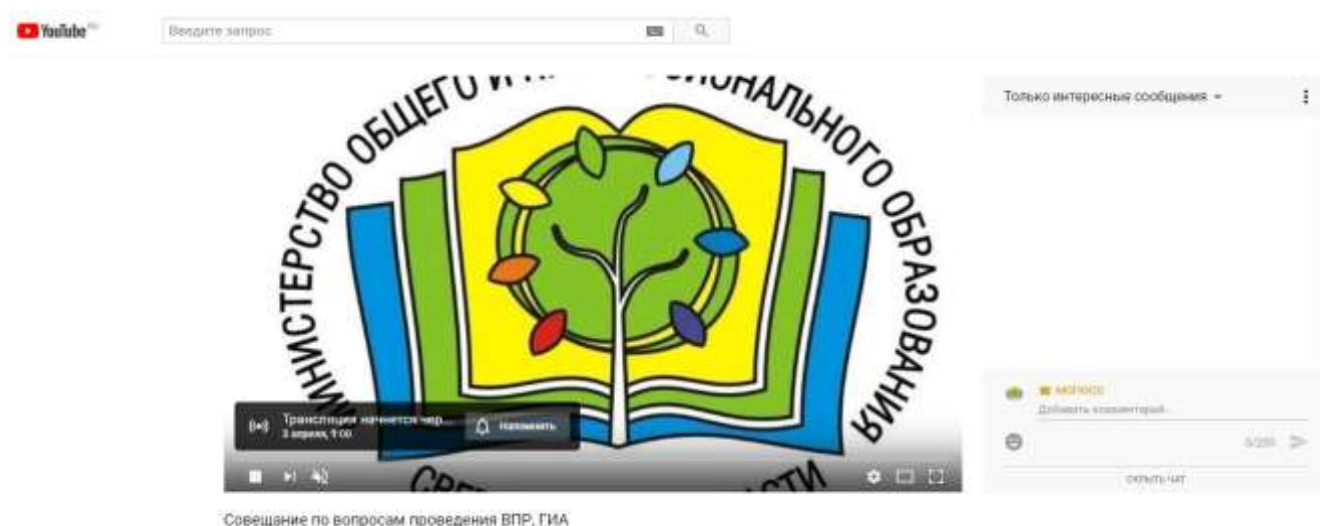 YouTube RU
Введите запрос
МИНИСТЕРСТВО ОБЩЕГО И ОБРАЗОВАНИЯ
Только интересные сообщения
Трансляция начнется чер...
3 апреля, 9:00
Напомнить
Добавить комментарий...
0/200
СКРЫТЬ ЧАТ
Совещание по вопросам проведения ВПР, ГИА